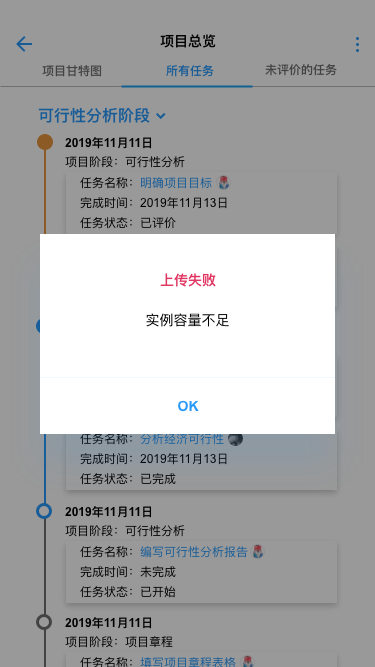 项目总览
项目甘特图
所有任务
未评价的任务
可行性分析阶段
2019年11月11日
项目阶段：可行性分析
任务名称：明确项目目标
完成时间：2019年11月13日
任务状态：已评价
上传失败
实例容量不足
OK
任务名称：分析经济可行性
完成时间：2019年11月13日
任务状态：已完成
2019年11月11日
项目阶段：可行性分析
任务名称：编写可行性分析报告
完成时间：未完成
任务状态：已开始
2019年11月11日
项目阶段：项目章程
任务名称：填写项目章程表格